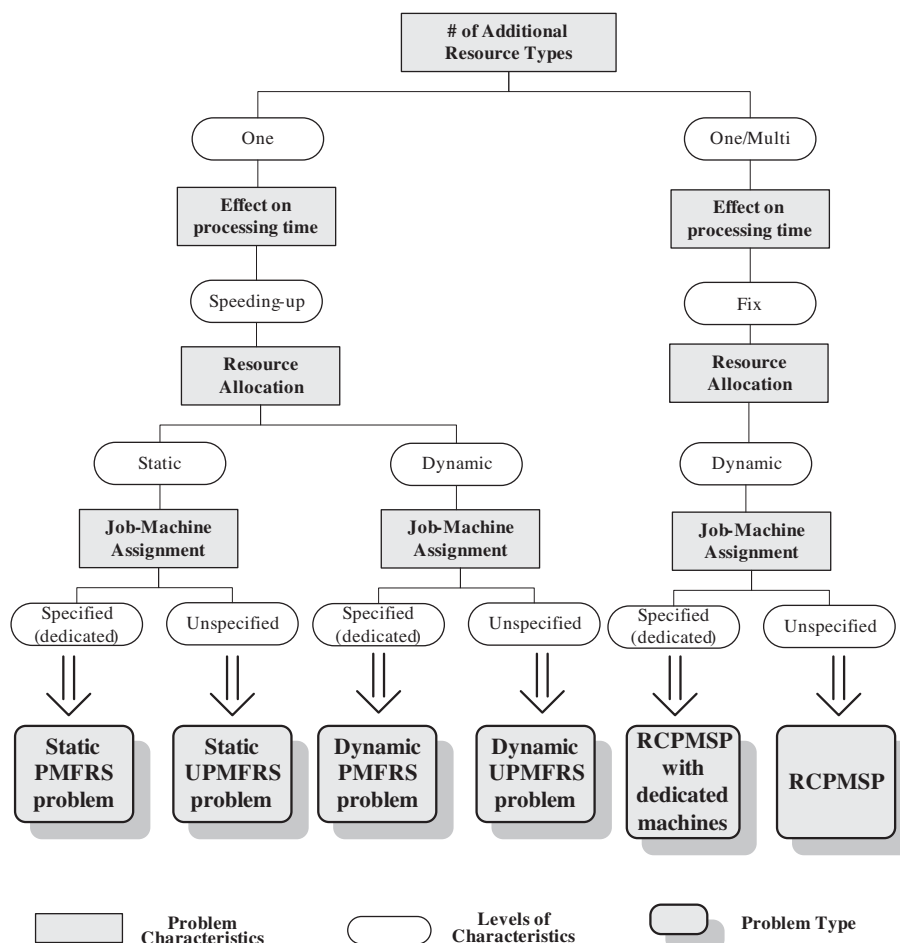 # of Additional
Resource Types
One
One/Multi
Effect on
processing time
Effect on
processing time
Speeding-up
Fix
Resource
Allocation
Resource
Allocation
Static
Dynamic
Dynamic
Job-Machine
Assignment
Job-Machine
Assignment
Job-Machine
Assignment
Specified
(dedicated)
Unspecified
Specified
(dedicated)
Unspecified
Specified
(dedicated)
Unspecified
Static
PMFRS
problem
Static
UPMFRS
problem
Dynamic
PMFRS
problem
Dynamic
UPMFRS
problem
RCPMSP
with
dedicated
machines
RCPMSP
Problem
Characteristics
Levels of
Characteristics
Problem Type